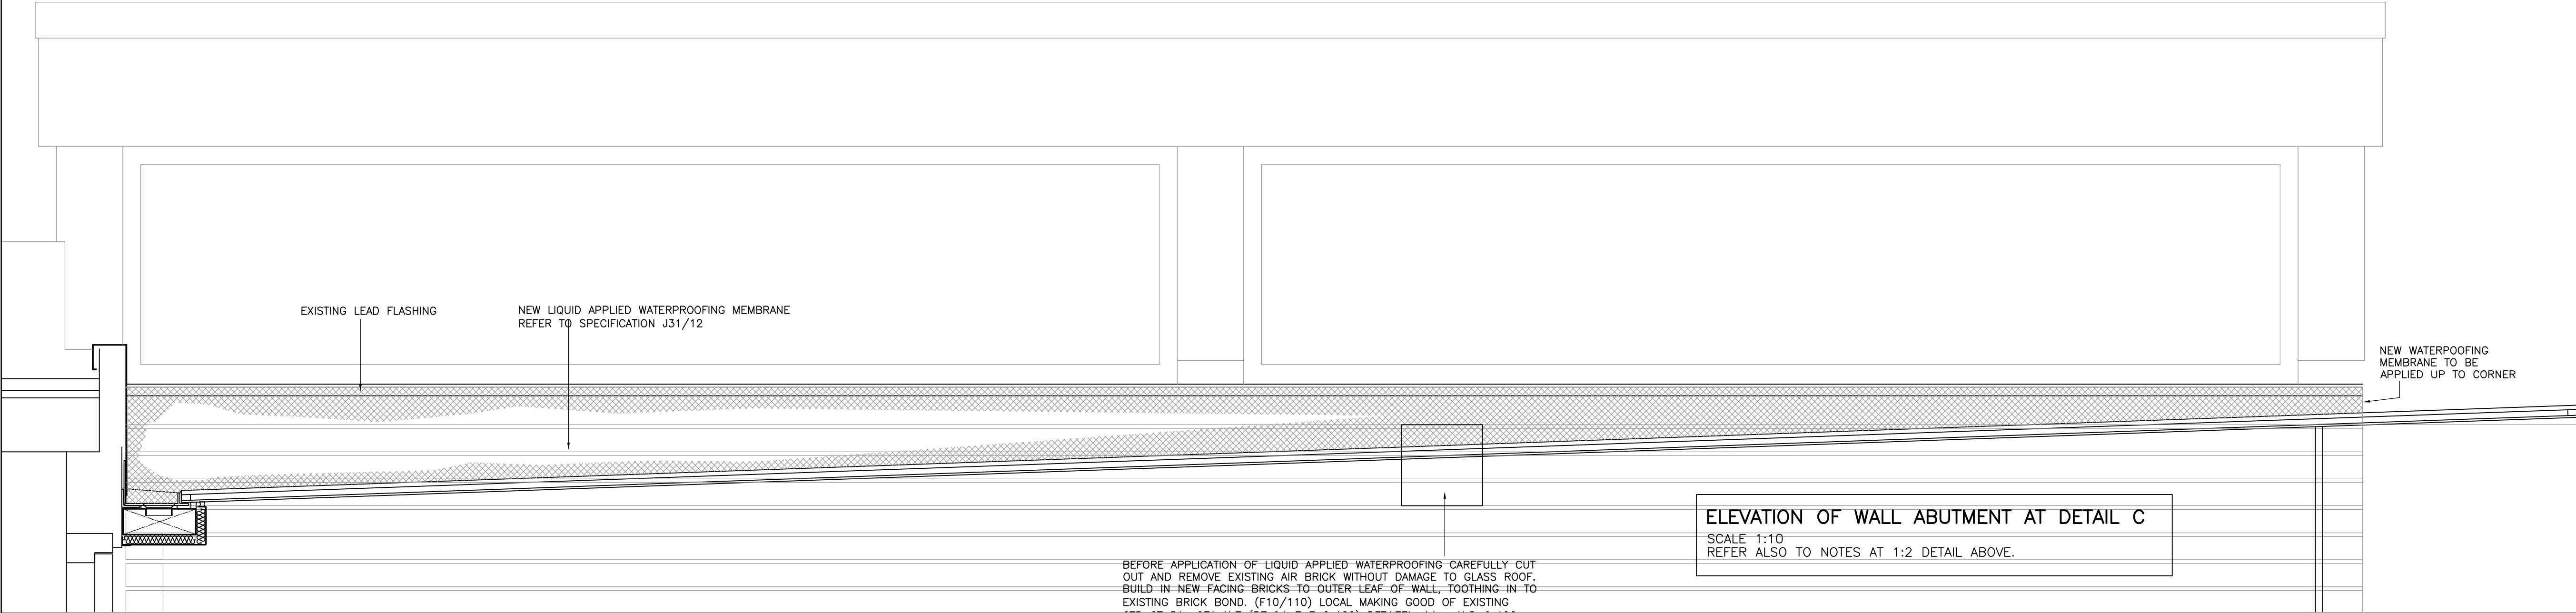 EXISTING LEAD FLASHING
NEW LIQUID APPLIED WATERPROOFING MEMBRANE
REFER TO SPECIFICATION J31/12
NEW WATERPOOFING
MEMBRANE TO BE
APPLIED UP TO CORNER
ELEVATION OF WALL ABUTMENT AT DETAIL C
SCALE 1:10
REFER ALSO TO NOTES AT 1:2 DETAIL ABOVE.
BEFORE APPLICATION OF LIQUID APPLIED WATERPROOFING CAREFULLY CUT
OUT AND REMOVE EXISTING AIR BRICK WITHOUT DAMAGE TO GLASS ROOF.
BUILD IN NEW FACING BRICKS TO OUTER LEAF OF WALL, TOOTHING IN TO
EXISTING BRICK BOND. (F10/110) LOCAL MAKING GOOD OF EXISTING